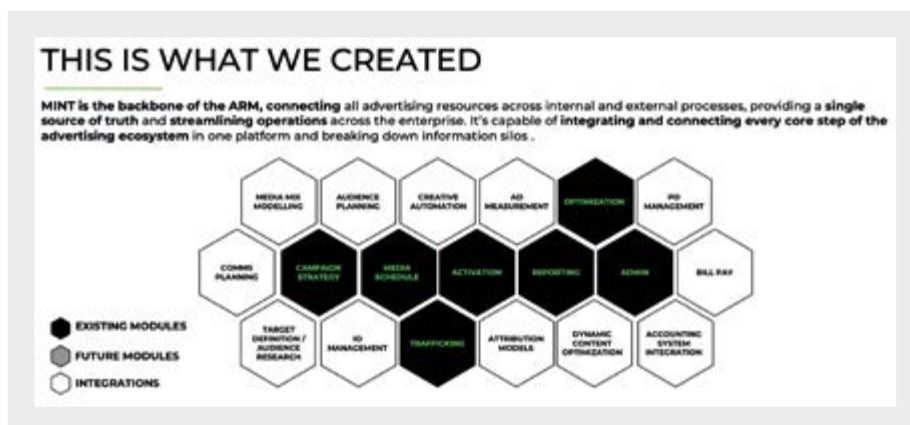 THIS IS WHAT WE CREATED
MINT is the backbone of the ARM, connecting all advertising resources across internal and external processes, providing a single
source of truth and streamlining operations across the enterprise. It's capable of integrating and connecting every core step of the
advertising ecosystem in one platform and breaking down information silos .
MEDIA MIX
MODELLING
AUDIENCE
PLANNING
CREATIVE
AUTOMATION
AD
MEASUREMENT
OPTIMIZATION
PO
MANAGEMENT
COMMS
PLANNING
CAMPAIGN
STRATEGY
MEDIA
SCHEDULE
ACTIVATION
REPORTING
ADMIN
BILL PAY
TARGET
DEFINITION /
AUDIENCE
RESEARCH
IO
MANAGEMENT
TRAFFICKING
ATTRIBUTION
MODELS
DYNAMIC
CONTENT
OPTIMIZATION
ACCOUNTING
SYSTEM
INTEGRATION
EXISTING MODULES
FUTURE MODULES
INTEGRATIONS